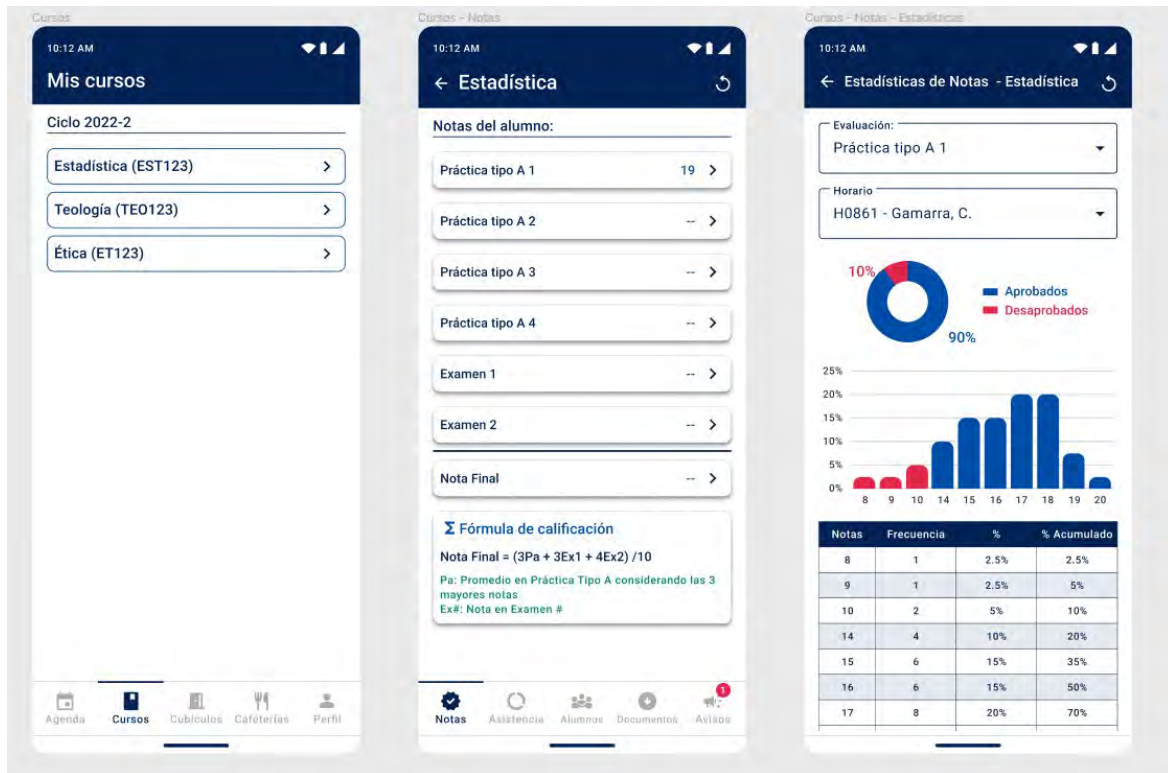 Cursos
10:12 AM
Mis cursos
Ciclo 2022-2
Estadística (EST123)
Teología (TEO123)
Ética (ET123)
Agenda Cursos Cubículos Cafeterías Perfil
Cursos - Notas
10:12 AM
← Estadística
Notas del alumno:
Práctica tipo A 1 19
Práctica tipo A 2 --
Práctica tipo A 3 --
Práctica tipo A 4 --
Examen 1 --
Examen 2 --
Nota Final --
Σ Fórmula de calificación
Nota Final = (3Pa + 3Ex1 + 4Ex2) /10
Pa: Promedio en Práctica Tipo A considerando las 3
mayores notas
Ex#: Nota en Examen #
1
Notas Asistencia Alumnos Documentos Avisos
Cursos - Notas - Estadísticas
10:12 AM
← Estadísticas de Notas - Estadística
Evaluación:
Práctica tipo A 1
Horario
H0861 - Gamarra, C.
10%
Aprobados
Desaprobados
90%
25%
20%
15%
10%
5%
0%
8 9 10 14 15 16 17 18 19 20
Notas Frecuencia % % Acumulado
8 1 2.5% 2.5%
9 1 2.5% 5%
10 2 5% 10%
14 4 10% 20%
15 6 15% 35%
16 6 15% 50%
17 8 20% 70%